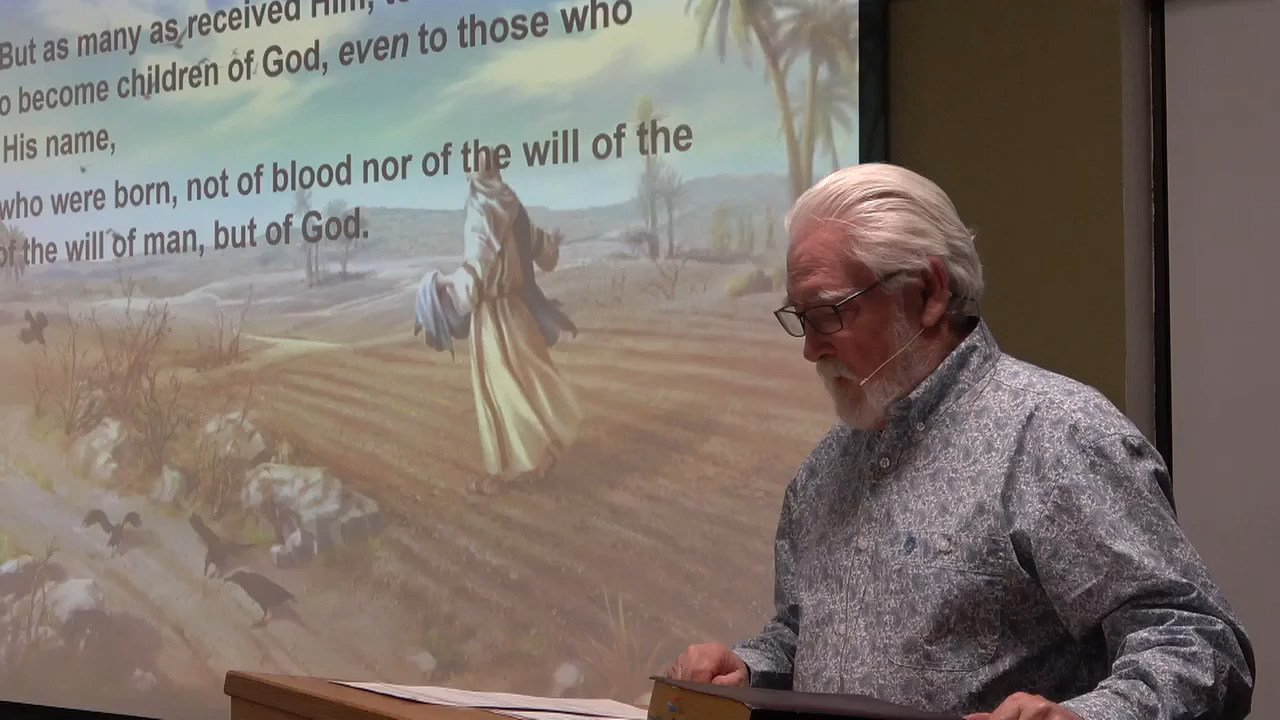 But as many as received Him,
o become children of God, even to those who
His name,
who were born, not of blood nor of the will of the
of the will of man, but of God.